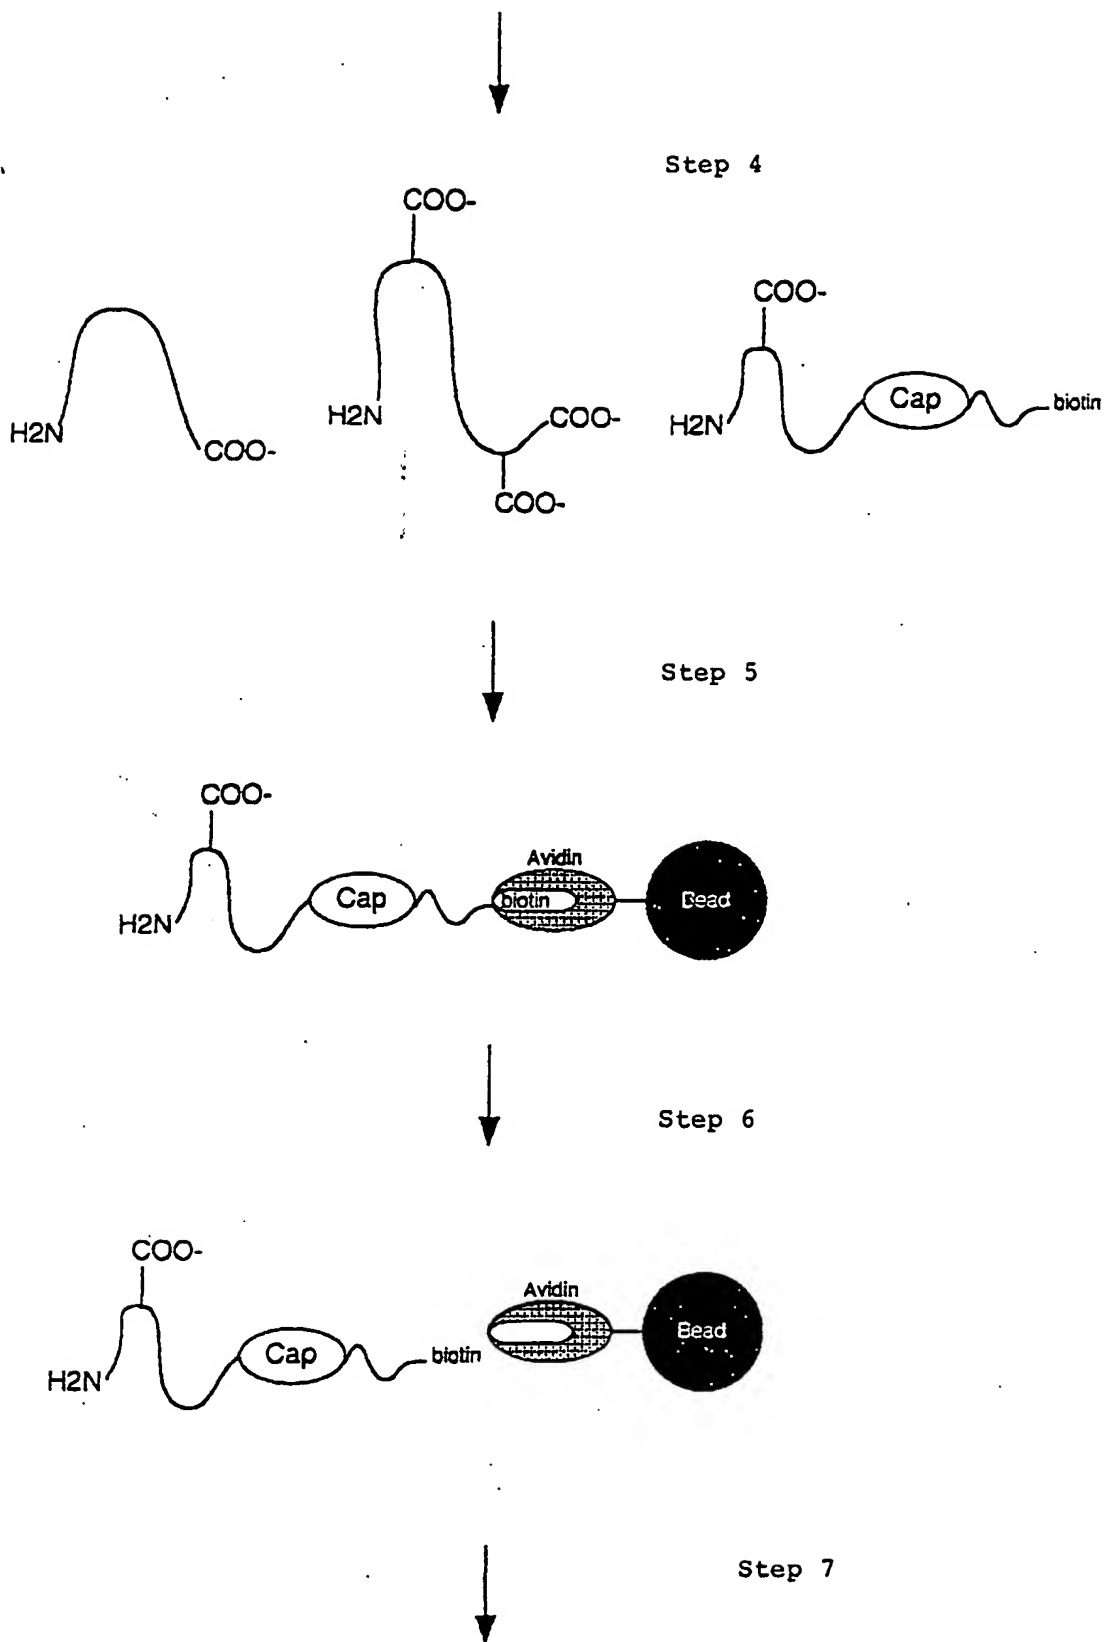 Step 4
COO-
COO-
H2N
COO-
H2N
COO-
COO-
H2N
Cap
biotin
Step 5
COO-
H2N
Cap
Avidin
biotin
Bead
Step 6
COO-
H2N
Cap
biotin
Avidin
Bead
Step 7